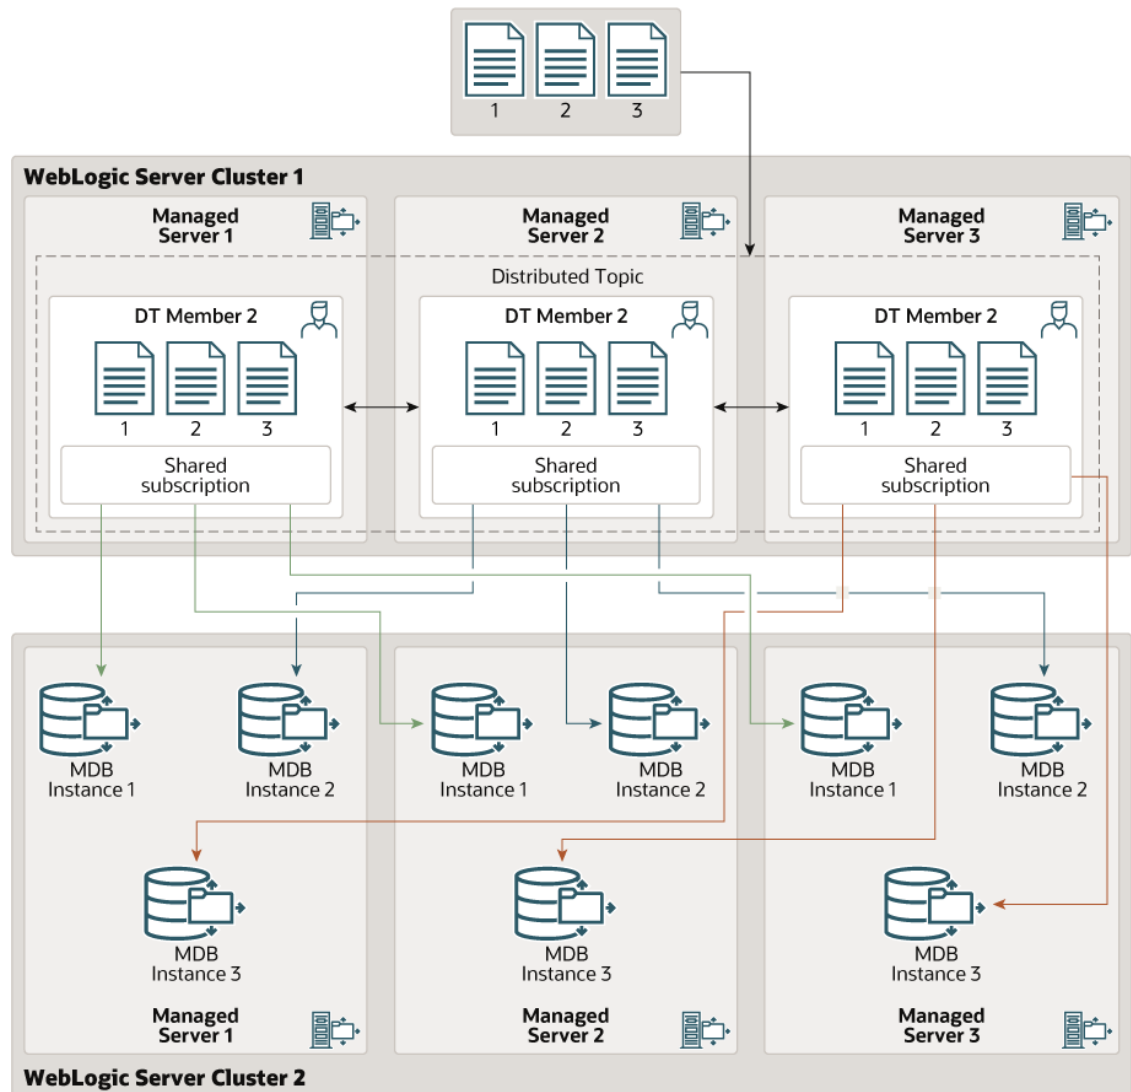 1 2 3
WebLogic Server Cluster 1
Managed
Server 1
Managed
Server 2
Managed
Server 3
Distributed Topic
DT Member 2
1 2 3
Shared
subscription
DT Member 2
1 2 3
Shared
subscription
DT Member 2
1 2 3
Shared
subscription
MDB
Instance 1
MDB
Instance 2
MDB
Instance 1
MDB
Instance 2
MDB
Instance 1
MDB
Instance 2
MDB
Instance 3
MDB
Instance 3
MDB
Instance 3
Managed
Server 1
Managed
Server 2
Managed
Server 3
WebLogic Server Cluster 2